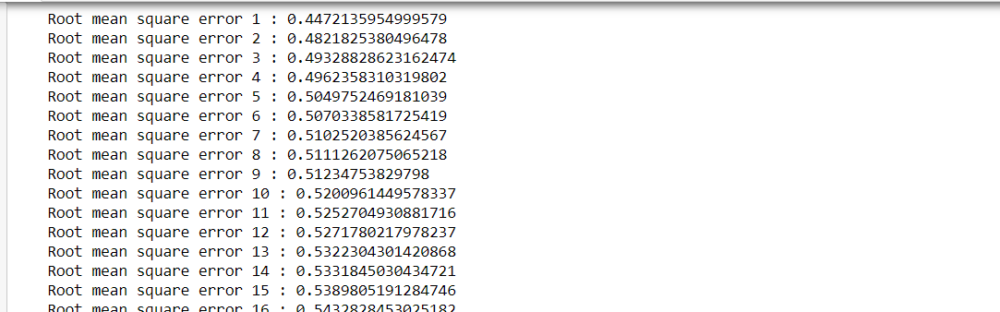 Root mean square error 1 : 0.4472135954999579
Root mean square error 2 : 0.4821825380496478
Root mean square error 3 : 0.49328828623162474
Root mean square error 4 : 0.4962358310319802
Root mean square error 5 : 0.5049752469181039
Root mean square error 6 : 0.5070338581725419
Root mean square error 7 : 0.5102520385624567
Root mean square error 8 : 0.5111262075065218
Root mean square error 9 : 0.51234753829798
Root mean square error 10 : 0.5200961449578337
Root mean square error 11 : 0.5252704930881716
Root mean square error 12 : 0.5271780217978237
Root mean square error 13 : 0.5322304301420868
Root mean square error 14 : 0.5331845030434721
Root mean square error 15 : 0.5389805191284746
Root mean square error 16 : 0.5432828453025182